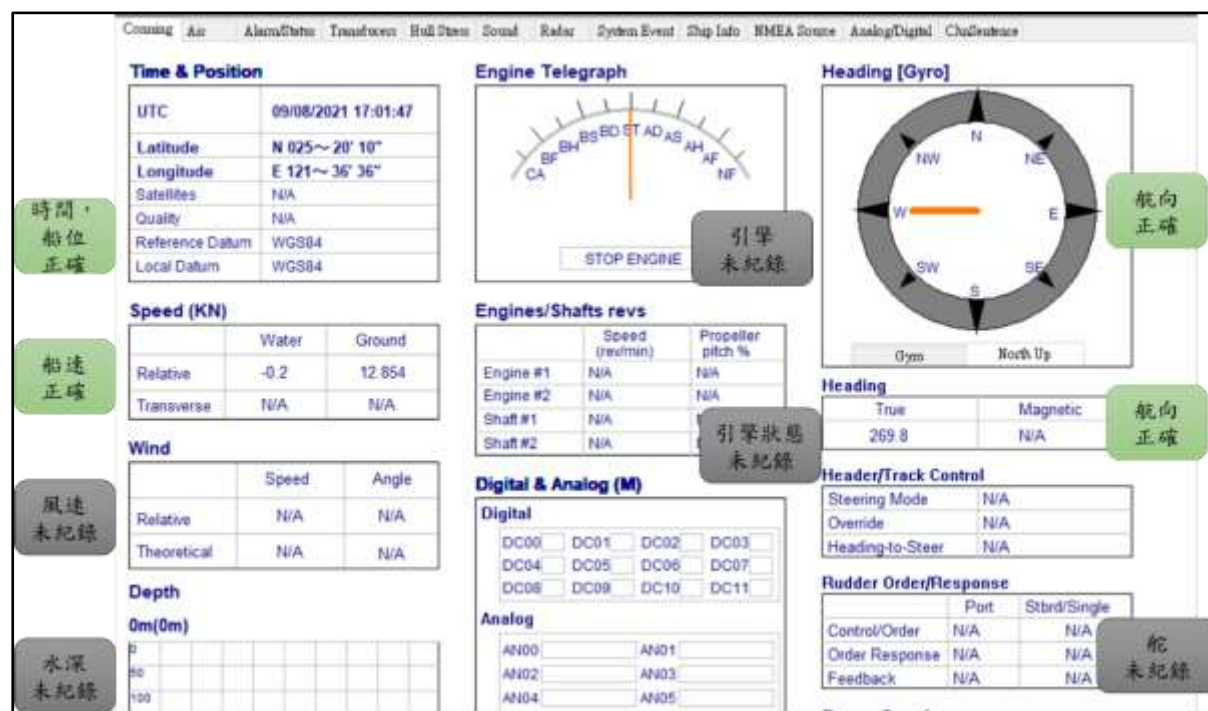 Conning Air Alarm/Status Transducers Hull Stress Sound Radar System Event Ship Info NMEA Source Analog/Digital
Time & Position
UTC 09/08/2021 17:01:47
Latitude N 025～ 20' 10"
Longitude E 121～ 36' 36"
Satellites N/A
Quality N/A
Reference Datum WGS84
Local Datum WGS84
時間，
船位
正確
Speed (KN)
Water Ground
Relative -0.2 12.854
Transverse N/A N/A
船速
正確
Wind
Speed Angle
Relative N/A N/A
Theoretical N/A N/A
風速
未紀錄
Depth
0m(0m)
0
50
100
水深
未紀錄
Engine Telegraph
CA BF BH BS BD ST AD AS AH AF NF
STOP ENGINE
引擎
未紀錄
Engines/Shafts revs
Speed
(rev/min)
Propeller
pitch %
Engine #1 N/A N/A
Engine #2 N/A N/A
Shaft #1 N/A
Shaft #2 N/A
引擎狀態
未紀錄
Digital & Analog (M)
Digital
DC00 DC01 DC02 DC03
DC04 DC05 DC06 DC07
DC08 DC09 DC10 DC11
Analog
AN00 AN01
AN02 AN03
AN04 AN05
Heading [Gyro]
N
NW NE
W E
SW SE
S
Gyro North Up
航向
正確
Heading
True Magnetic
269.8 N/A
航向
正確
Header/Track Control
Steering Mode N/A
Override N/A
Heading-to-Steer N/A
Rudder Order/Response
Port Stbrd/Single
Control/Order N/A N/A
Order Response N/A N/A
Feedback N/A N/A
舵
未紀錄